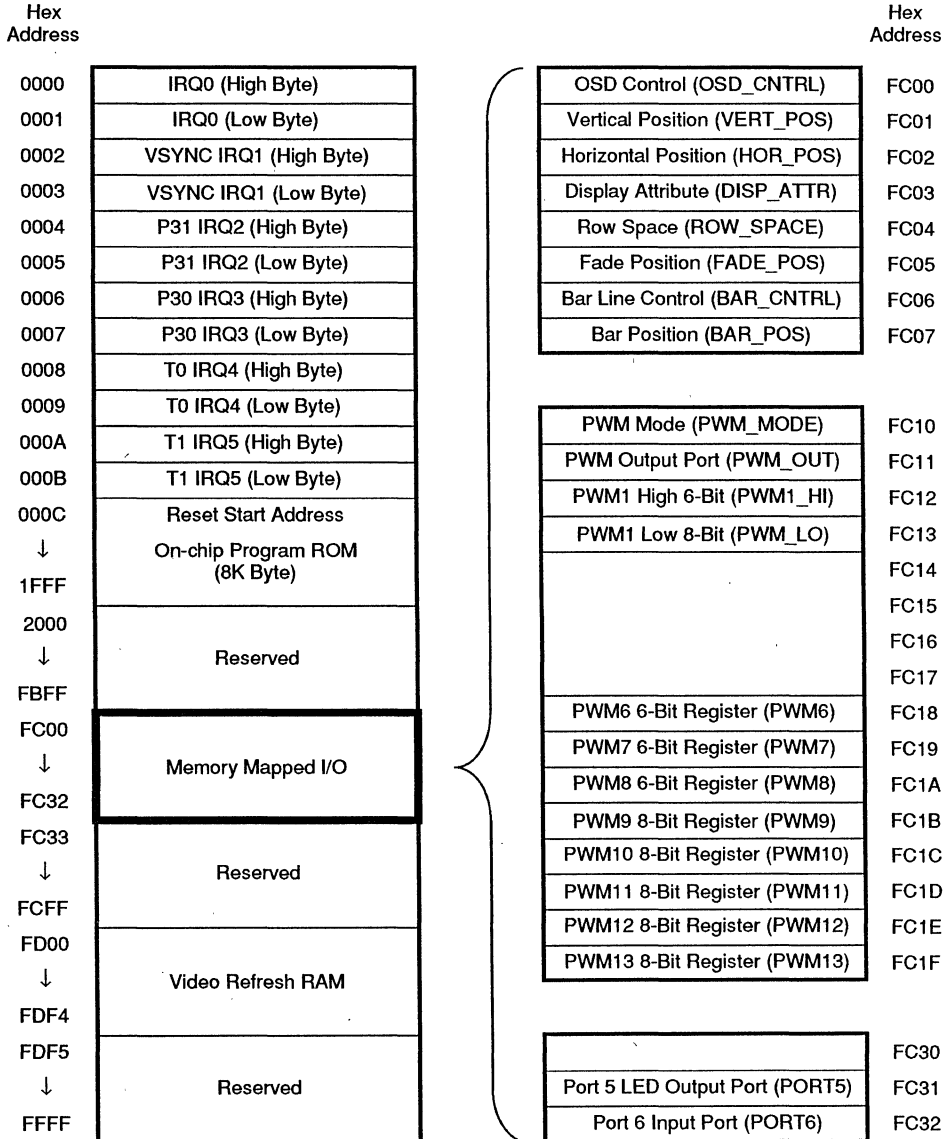 Hex
Address
0000 IRQ0 (High Byte)
0001 IRQ0 (Low Byte)
0002 VSYNC IRQ1 (High Byte)
0003 VSYNC IRQ1 (Low Byte)
0004 P31 IRQ2 (High Byte)
0005 P31 IRQ2 (Low Byte)
0006 P30 IRQ3 (High Byte)
0007 P30 IRQ3 (Low Byte)
0008 T0 IRQ4 (High Byte)
0009 T0 IRQ4 (Low Byte)
000A T1 IRQ5 (High Byte)
000B T1 IRQ5 (Low Byte)
000C Reset Start Address
↓ On-chip Program ROM
(8K Byte)
1FFF
2000
↓ Reserved
FBFF
FC00
↓ Memory Mapped I/O
FC32
FC33
↓ Reserved
FCFF
FD00
↓ Video Refresh RAM
FDF4
FDF5
↓ Reserved
FFFF
Hex
Address
OSD Control (OSD_CNTRL) FC00
Vertical Position (VERT_POS) FC01
Horizontal Position (HOR_POS) FC02
Display Attribute (DISP_ATTR) FC03
Row Space (ROW_SPACE) FC04
Fade Position (FADE_POS) FC05
Bar Line Control (BAR_CNTRL) FC06
Bar Position (BAR_POS) FC07
PWM Mode (PWM_MODE) FC10
PWM Output Port (PWM_OUT) FC11
PWM1 High 6-Bit (PWM1_HI) FC12
PWM1 Low 8-Bit (PWM_LO) FC13
FC14
FC15
FC16
FC17
PWM6 6-Bit Register (PWM6) FC18
PWM7 6-Bit Register (PWM7) FC19
PWM8 6-Bit Register (PWM8) FC1A
PWM9 8-Bit Register (PWM9) FC1B
PWM10 8-Bit Register (PWM10) FC1C
PWM11 8-Bit Register (PWM11) FC1D
PWM12 8-Bit Register (PWM12) FC1E
PWM13 8-Bit Register (PWM13) FC1F
FC30
Port 5 LED Output Port (PORT5) FC31
Port 6 Input Port (PORT6) FC32